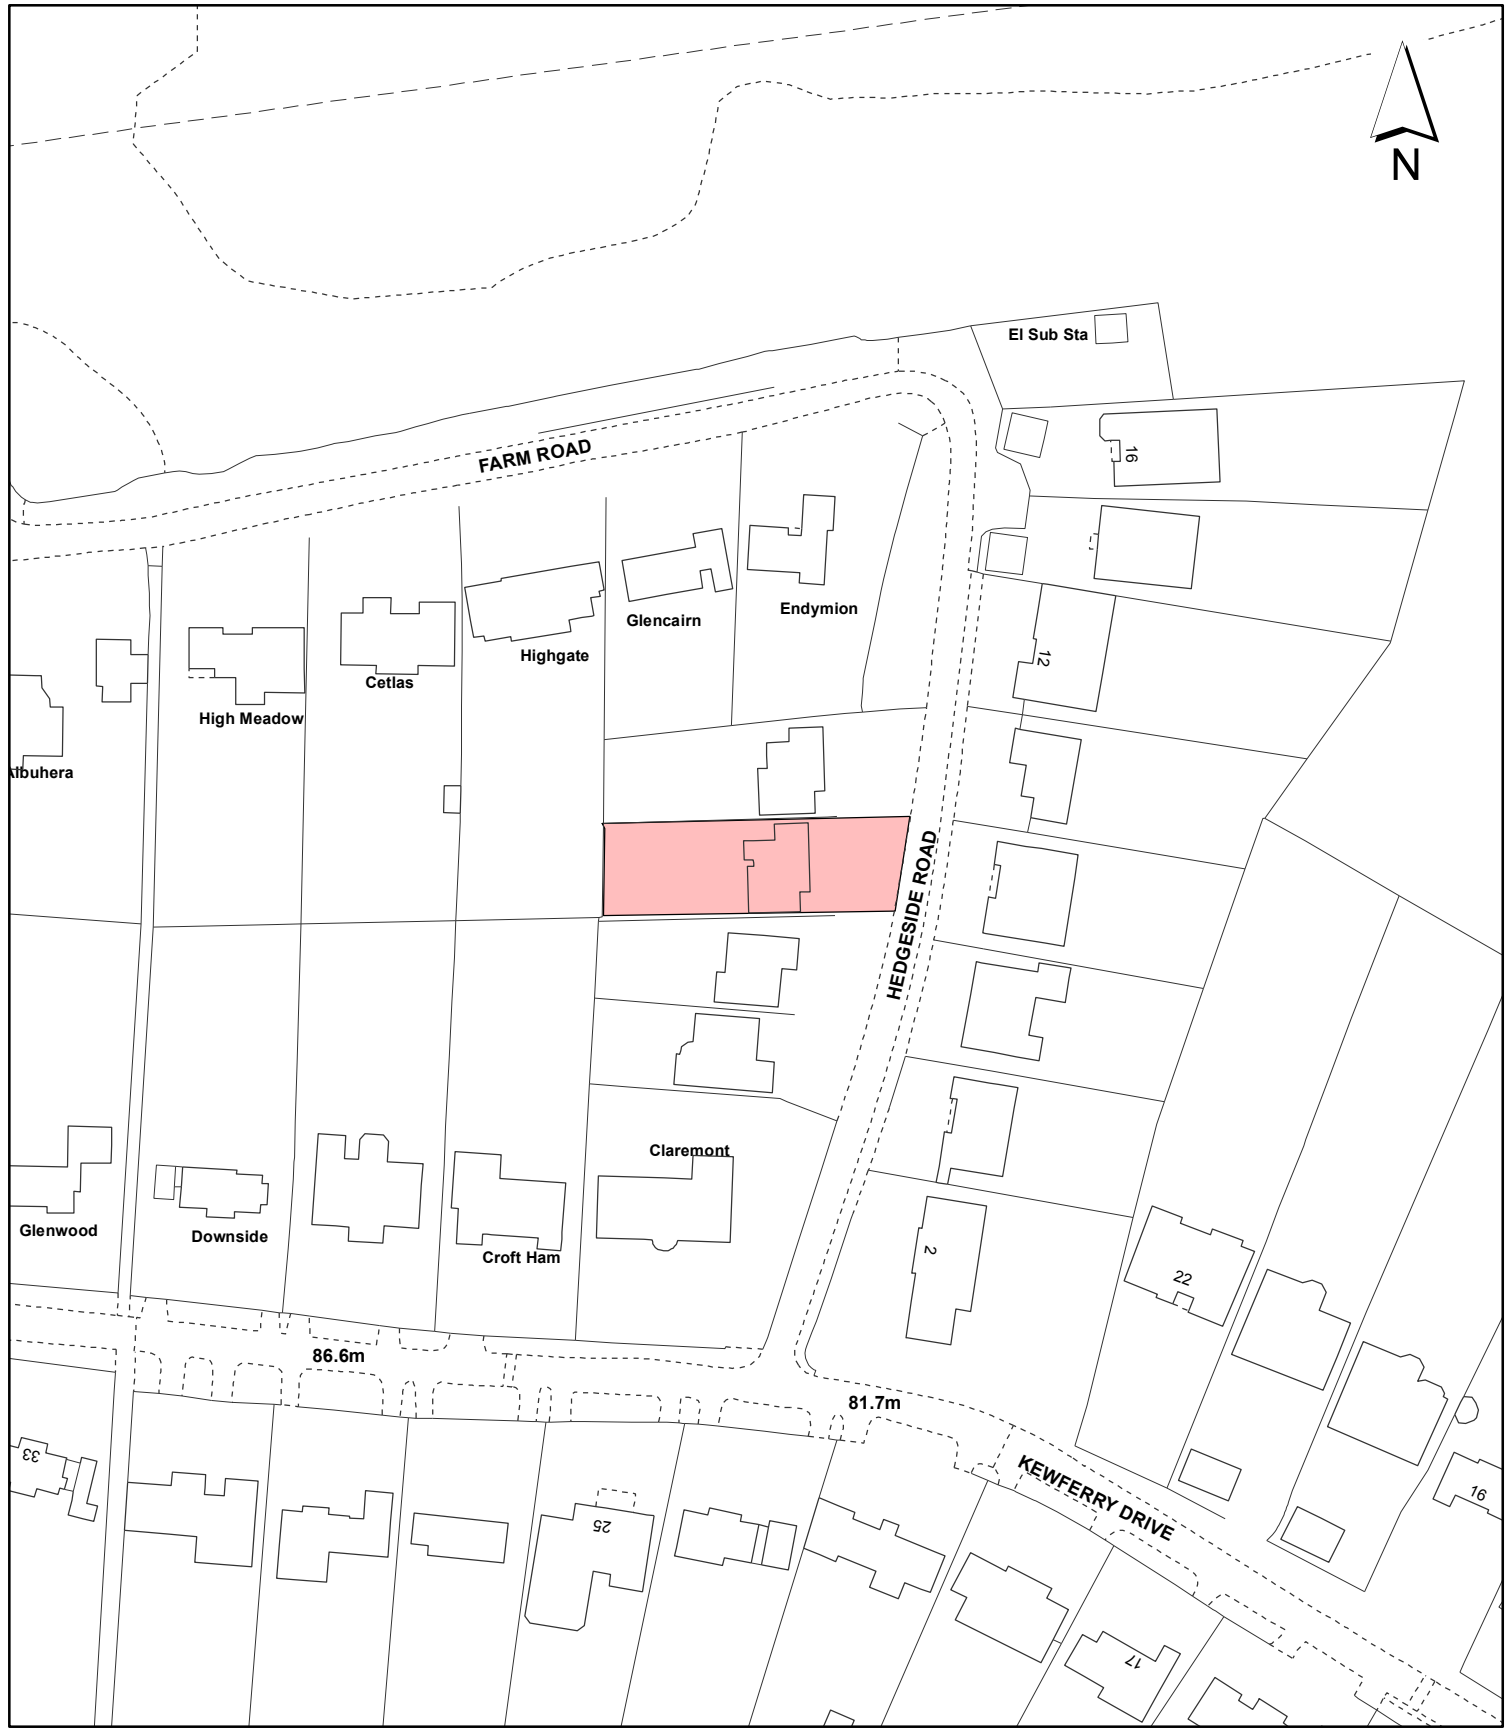 N
El Sub Sta
16
FARM ROAD
Endymion
Glencairn
Highgate
12
Cetlas
High Meadow
Albuhera
HEDGESIDE ROAD
Claremont
Glenwood
Downside
Croft Ham
2
22
86.6m
81.7m
33
KEWFERRY DRIVE
16
25
17